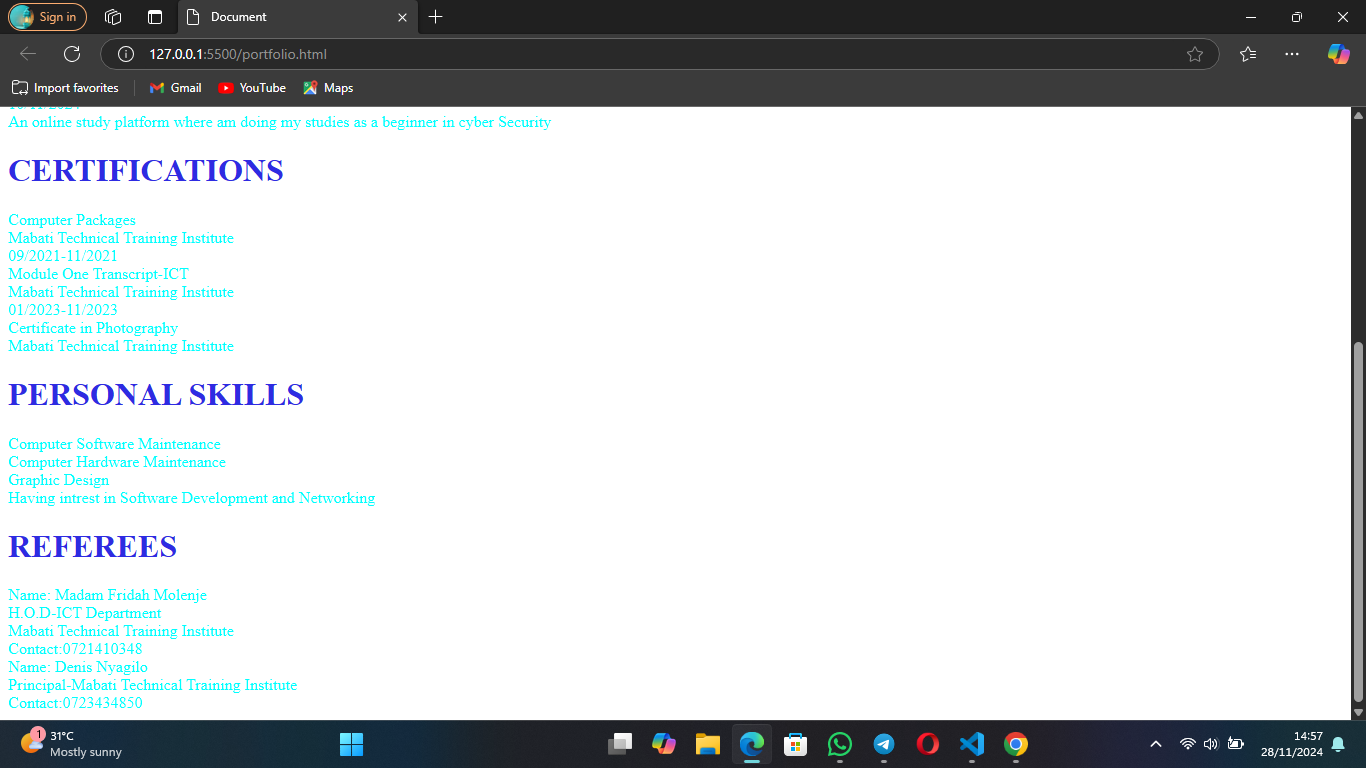 Sign in
Document
127.0.0.1:5500/portfolio.html
Import favorites
Gmail
YouTube
Maps
An online study platform where am doing my studies as a beginner in cyber Security
CERTIFICATIONS
Computer Packages
Mabati Technical Training Institute
09/2021-11/2021
Module One Transcript-ICT
Mabati Technical Training Institute
01/2023-11/2023
Certificate in Photography
Mabati Technical Training Institute
PERSONAL SKILLS
Computer Software Maintenance
Computer Hardware Maintenance
Graphic Design
Having intrest in Software Development and Networking
REFEREES
Name: Madam Fridah Molenje
H.O.D-ICT Department
Mabati Technical Training Institute
Contact:0721410348
Name: Denis Nyagilo
Principal-Mabati Technical Training Institute
Contact:0723434850
1
31°C
Mostly sunny
14:57
28/11/2024